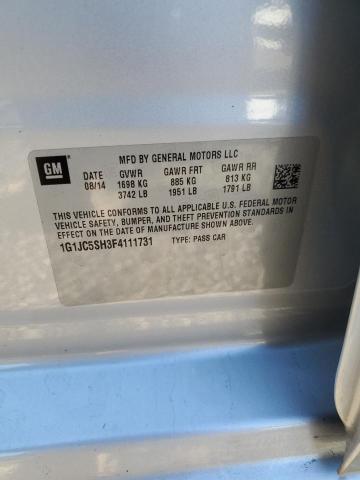 GM
MFD BY GENERAL MOTORS LLC
DATE GVWR GAWR FRT GAWR RR
08/14 1698 KG 885 KG 813 KG
3742 LB 1951 LB 1791 LB
THIS VEHICLE CONFORMS TO ALL APPLICABLE U.S. FEDERAL MOTOR
VEHICLE SAFETY, BUMPER, AND THEFT PREVENTION STANDARDS
IN EFFECT ON THE DATE OF MANUFACTURE SHOWN ABOVE.
1G1JC5SH3F4111731 TYPE: PASS CAR